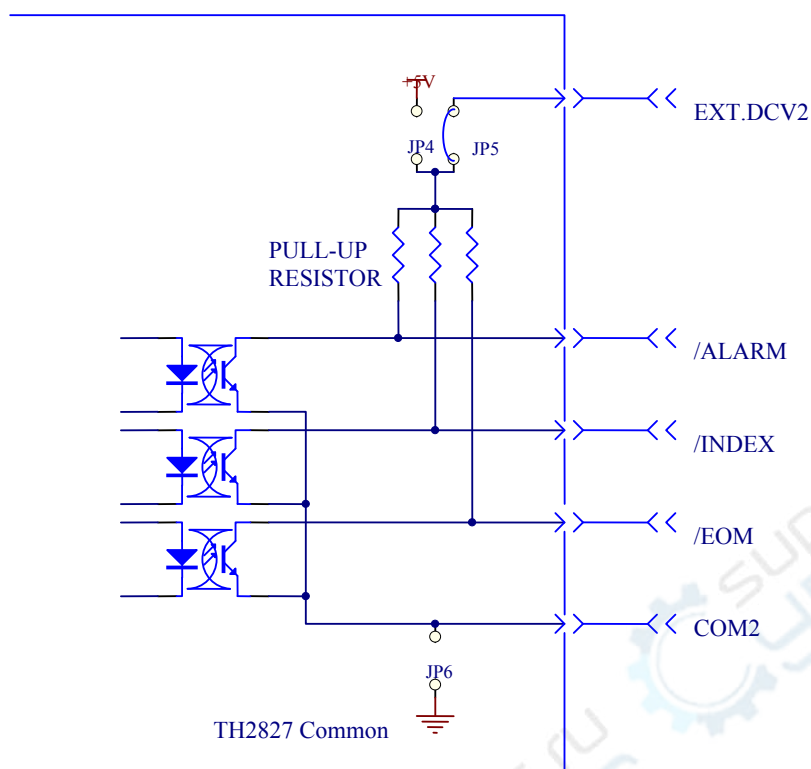 +5V
EXT.DCV2
JP4
JP5
PULL-UP
RESISTOR
/ALARM
/INDEX
/EOM
COM2
JP6
TH2827 Common